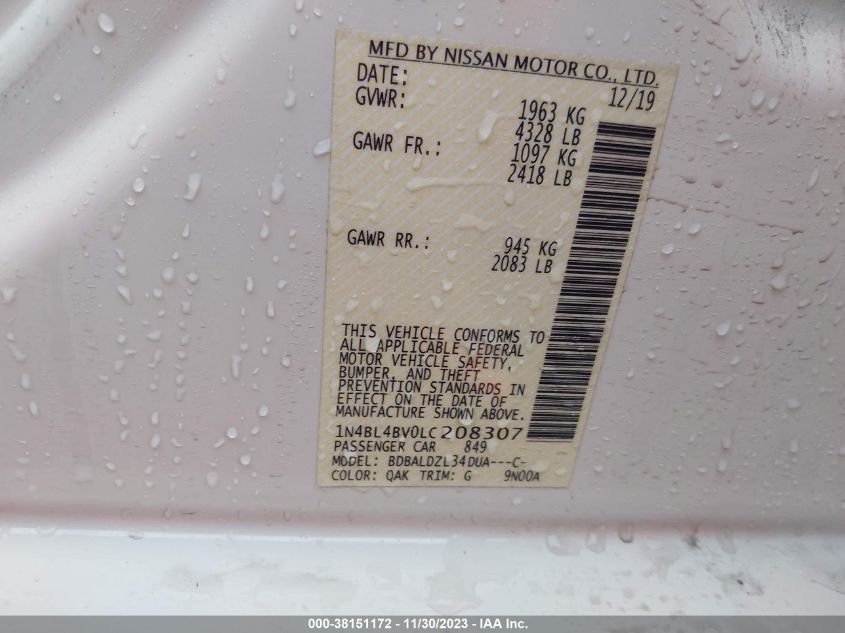 MFD BY NISSAN MOTOR CO., LTD.
DATE: 12/19
GVWR: 1963 KG
4328 LB
GAWR FR.: 1097 KG
2418 LB
GAWR RR.: 945 KG
2083 LB
THIS VEHICLE CONFORMS TO
ALL APPLICABLE FEDERAL
MOTOR VEHICLE SAFETY,
BUMPER, AND THEFT
PREVENTION STANDARDS IN
EFFECT ON THE DATE OF
MANUFACTURE SHOWN ABOVE.
1N4BL4BV0LC208307
PASSENGER CAR 849
MODEL: BDBALDZL34DUA---C-
COLOR: QAK TRIM: G 9N00A
000-38151172 - 11/30/2023 - IAA Inc.